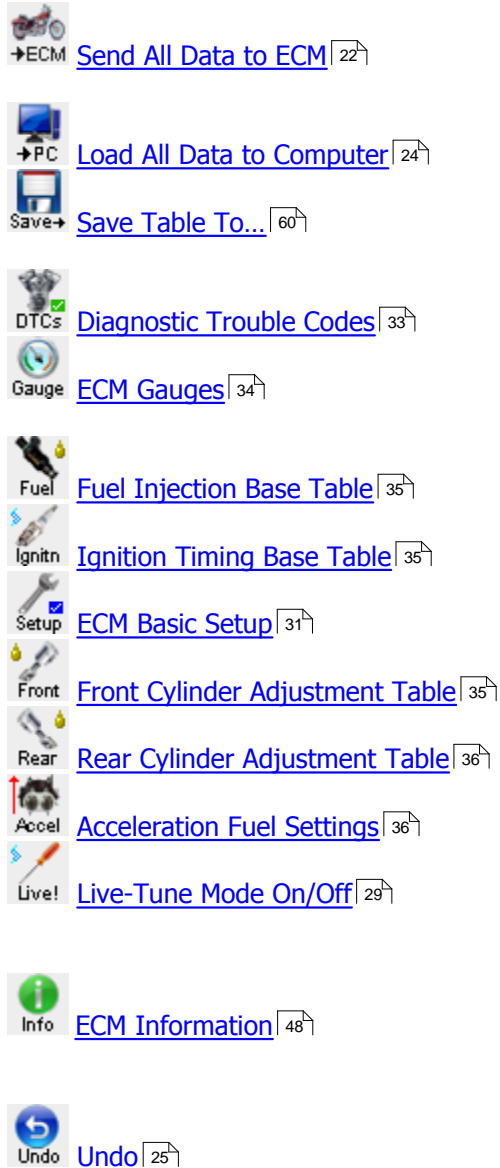 →ECM Send All Data to ECM 22
→PC Load All Data to Computer 24
Save→ Save Table To... 60
DTCs Diagnostic Trouble Codes 33
Gauge ECM Gauges 34
Fuel Fuel Injection Base Table 35
Ignitn Ignition Timing Base Table 35
Setup ECM Basic Setup 31
Front Front Cylinder Adjustment Table 35
Rear Rear Cylinder Adjustment Table 36
Accel Acceleration Fuel Settings 36
Live! Live-Tune Mode On/Off 29
Info ECM Information 48
Undo Undo 25